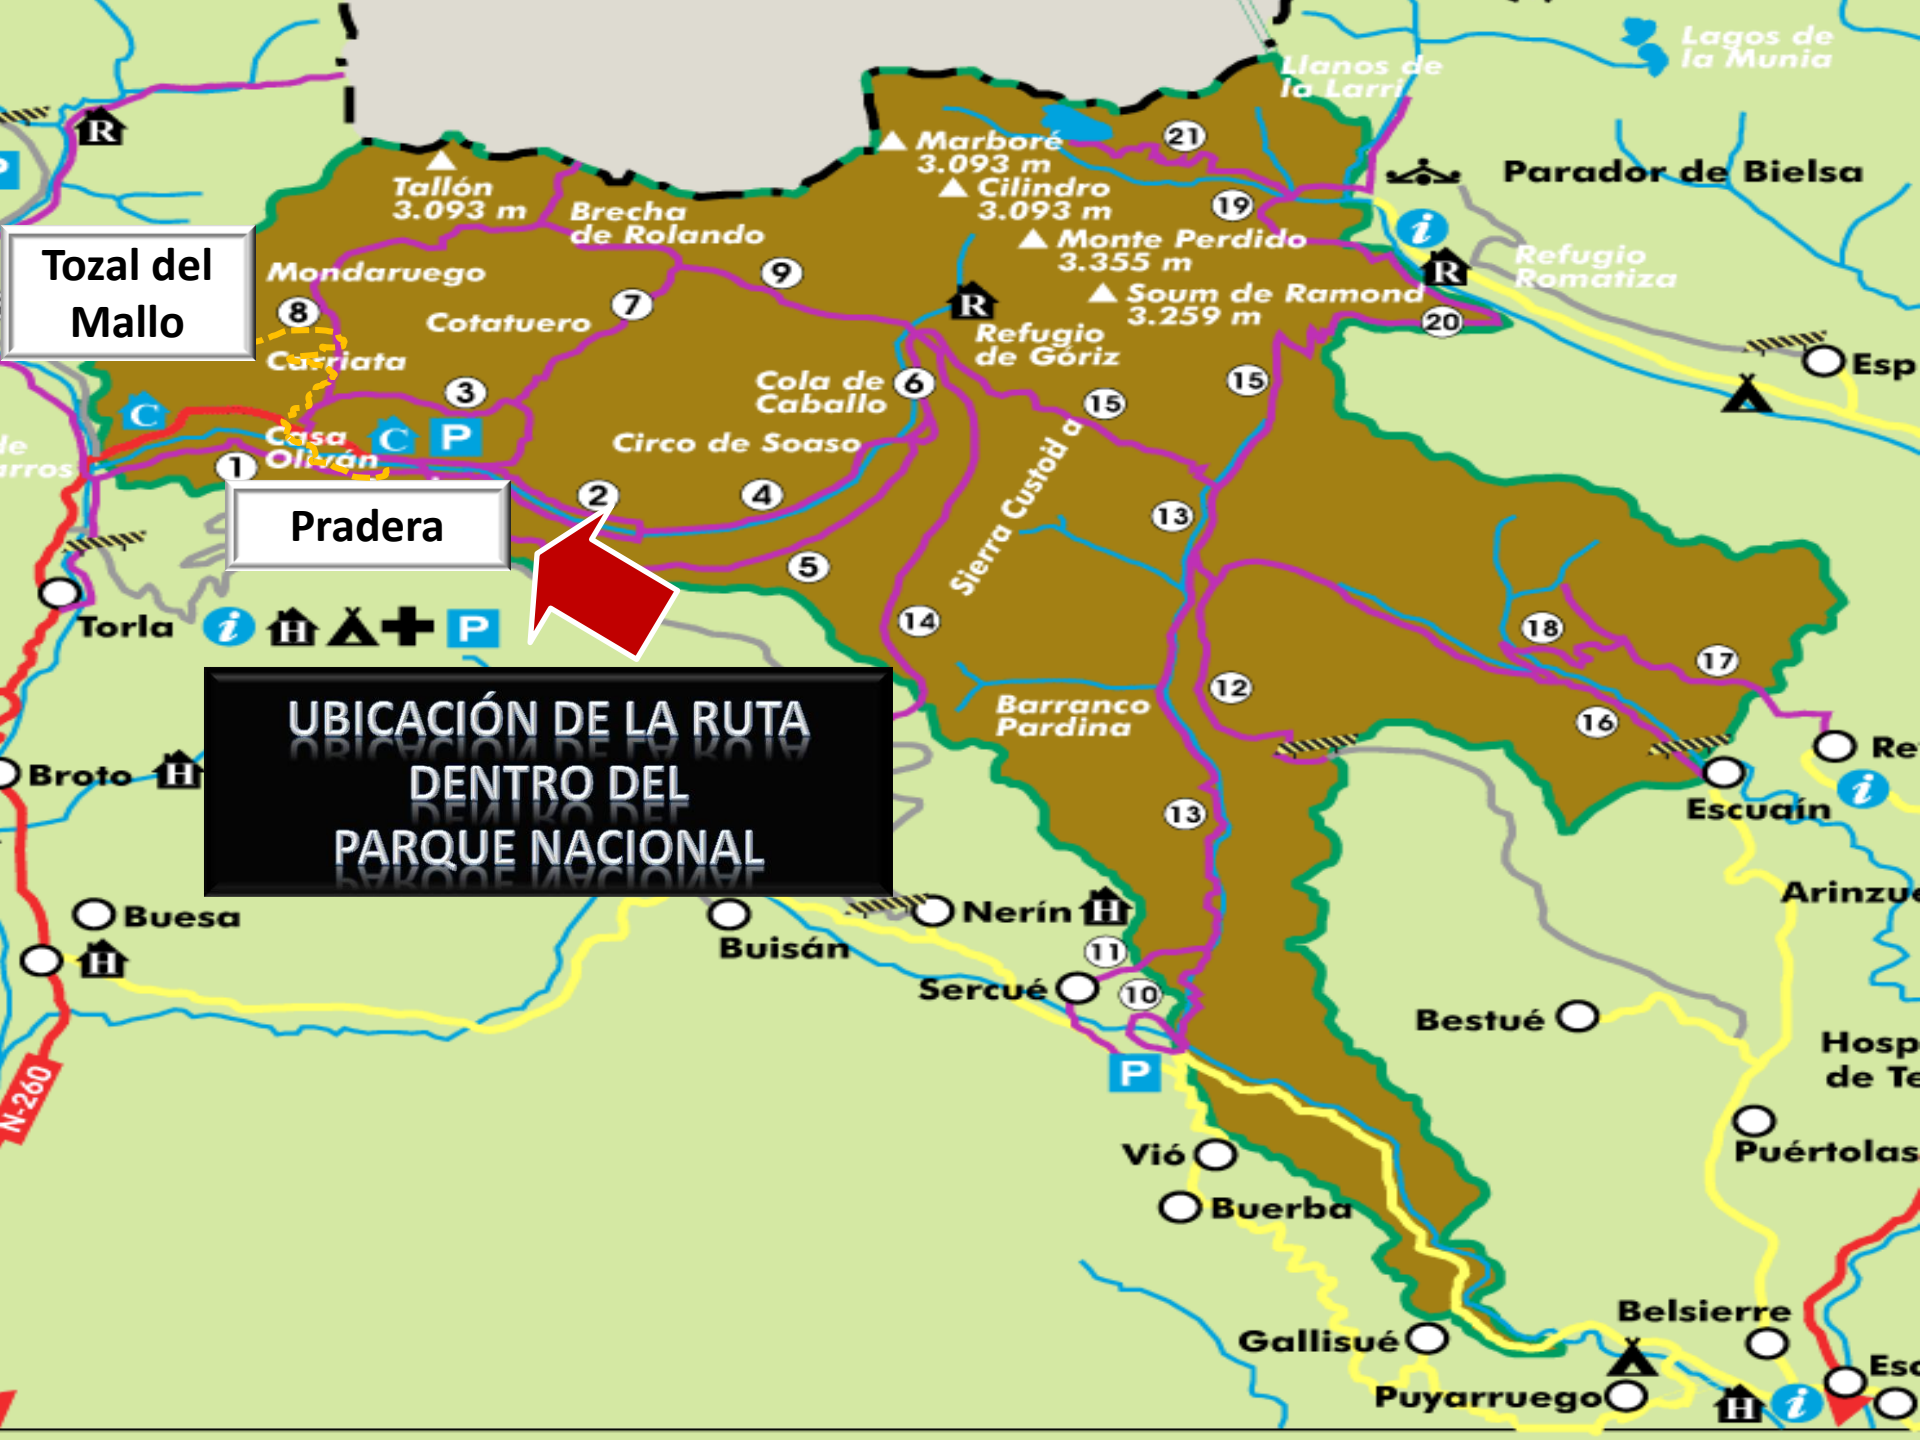 Lagos de
la Munia
Llanos de
la Larri
R
P
Marboré
3.093 m
21
Parador de Bielsa
Tallón
3.093 m
Cilindro
3.093 m
19
Brecha
de Rolando
Monte Perdido
3.355 m
i
R
Refugio
Romatiza
Tozal del
Mallo
Mondaruego
9
7
8
Soum de Ramond
3.259 m
20
R
Cotatuero
Refugio
de Góriz
Carriata
Esp
3
Cola de
Caballo
6
15
15
C
Casa
Oliván
C
P
Circo de Soaso
de
arros
1
2
4
Sierra Custodia
13
Pradera
5
14
18
17
Torla
i
H
P
12
16
Barranco
Pardina
UBICACIÓN DE LA RUTA
DENTRO DEL
PARQUE NACIONAL
Broto
H
Re
i
Escuaín
13
Arinzue
Buesa
H
Buisán
Nerín
H
11
Sercué
10
Bestué
Hosp
de Te
P
N-260
Puértolas
Vió
Buerba
Belsierre
Gallisué
Esc
Puyarruego
H
i